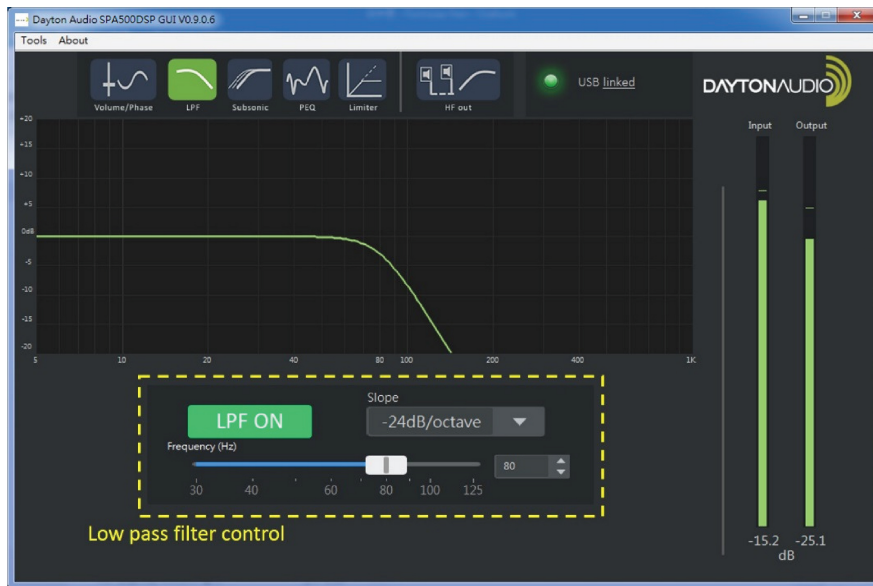 Dayton Audio SPA500DSP GUI V0.9.0.6
Tools About
Volume/Phase LPF Subsonic PEQ Limiter HF out
USB linked
DAYTONAUDIO
Input Output
+20
+15
+10
+5
0dB
-5
-10
-15
-20
5 10 20 40 80 100 200 400 1K
LPF ON
Slope
-24dB/octave
Frequency (Hz)
80
30 40 60 80 100 125
Low pass filter control
-15.2 -25.1
dB